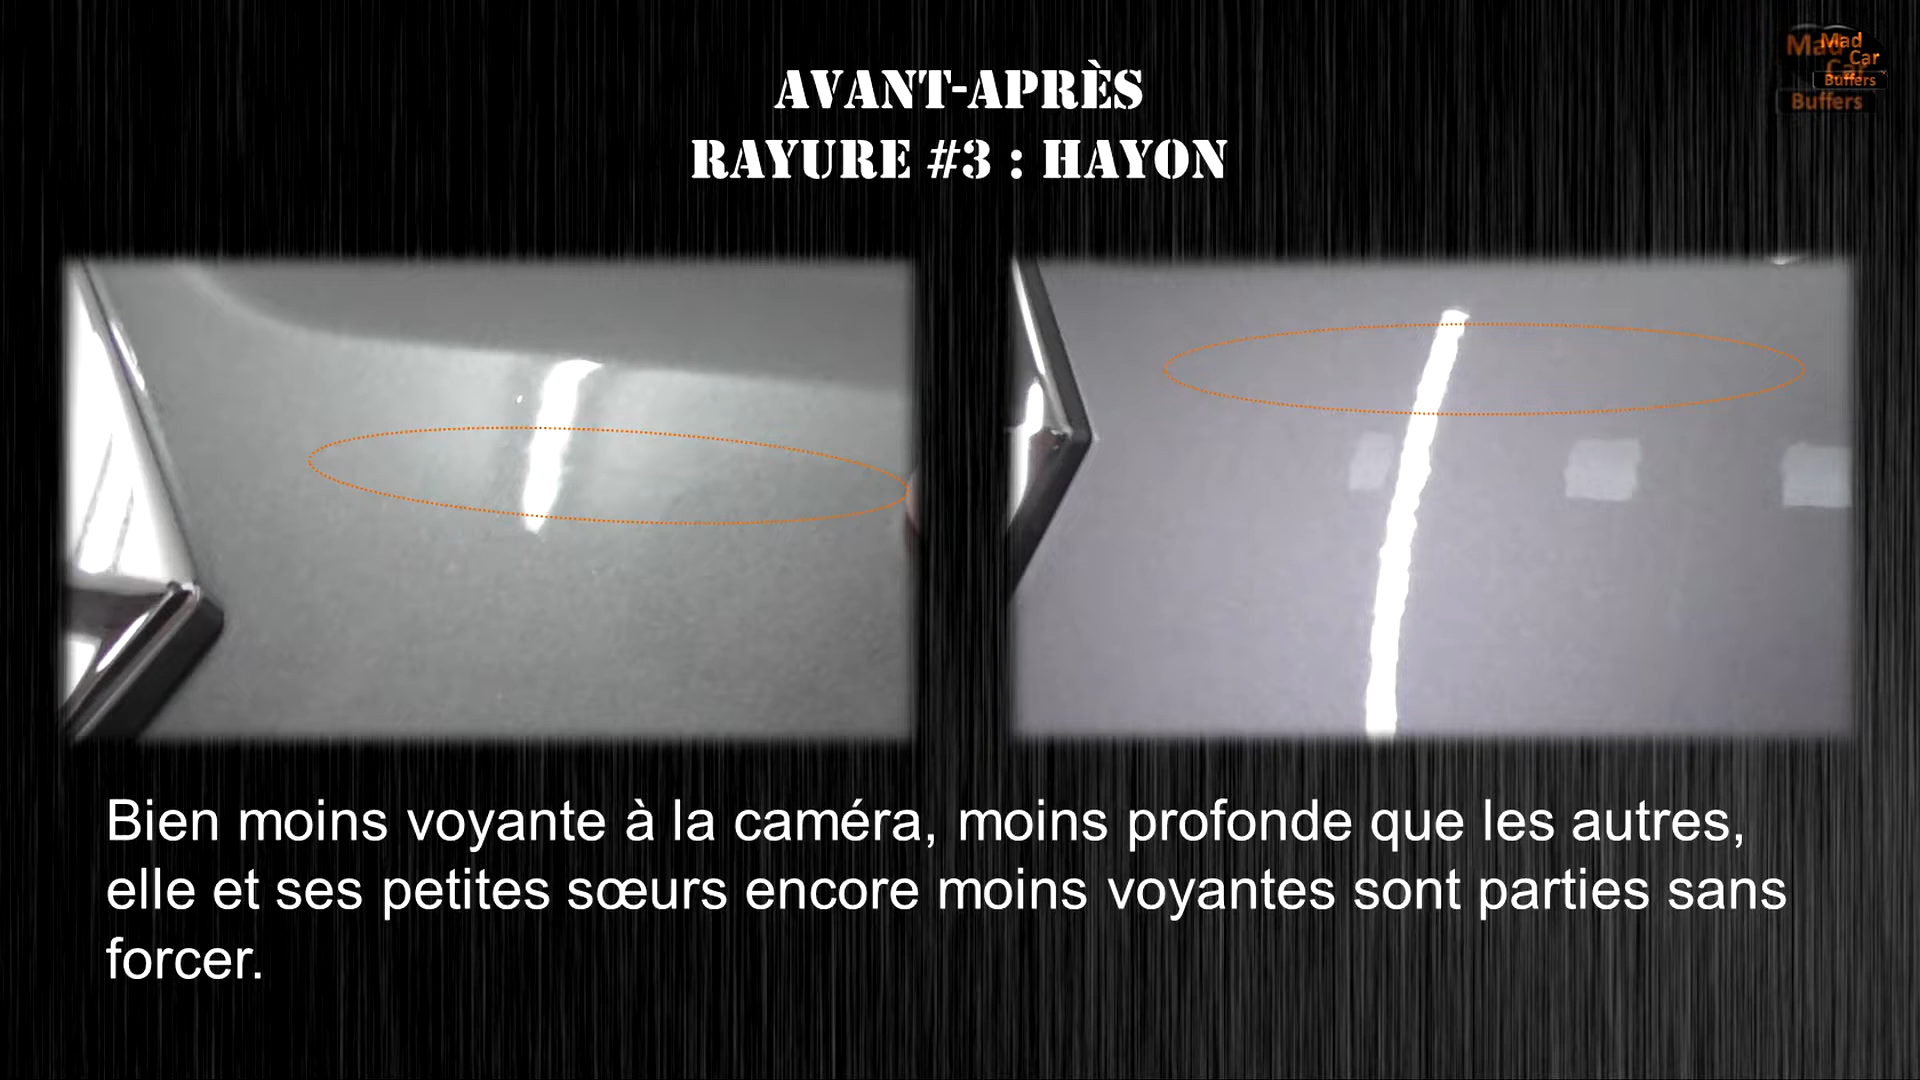 Mad
Car
Buffers
AVANT-APRÈS
RAYURE #3 : HAYON
Bien moins voyante à la caméra, moins profonde que les autres,
elle et ses petites sœurs encore moins voyantes sont parties sans
forcer.